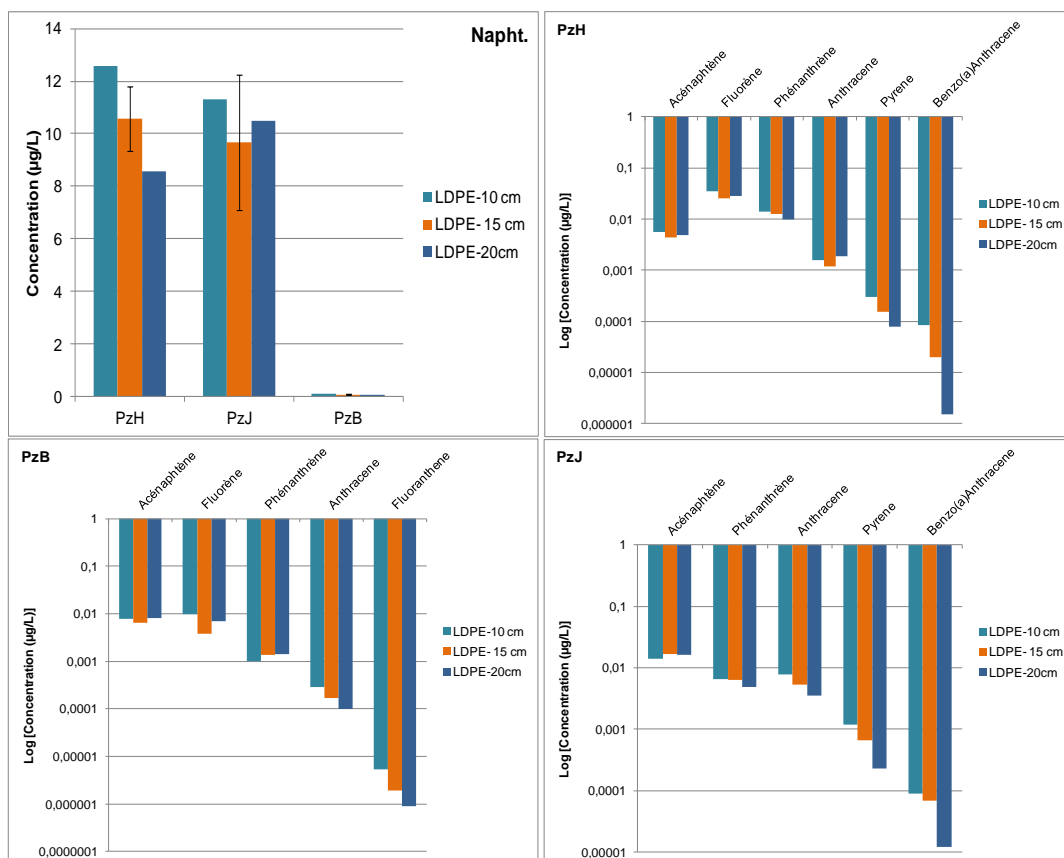 Napht.
Concentration (µg/L)
14
12
10
8
6
4
2
0
PzH
PzJ
PzB
LDPE-10 cm
LDPE- 15 cm
LDPE-20cm
PzH
Acénaphtène
Fluorène
Phénanthrène
Anthracene
Pyrene
Benzo(a)Anthracene
Log [Concentration (µg/L)]
1
0,1
0,01
0,001
0,0001
0,00001
0,000001
LDPE-10 cm
LDPE- 15 cm
LDPE-20cm
PzB
Acénaphtène
Fluorène
Phénanthrène
Anthracene
Fluoranthene
Log [Concentration (µg/L)]
1
0,1
0,01
0,001
0,0001
0,00001
0,000001
0,0000001
LDPE-10 cm
LDPE- 15 cm
LDPE-20cm
PzJ
Acénaphtène
Phénanthrène
Anthracene
Pyrene
Benzo(a)Anthracene
Log [Concentration (µg/L)]
1
0,1
0,01
0,001
0,0001
0,00001
LDPE-10 cm
LDPE- 15 cm
LDPE-20cm